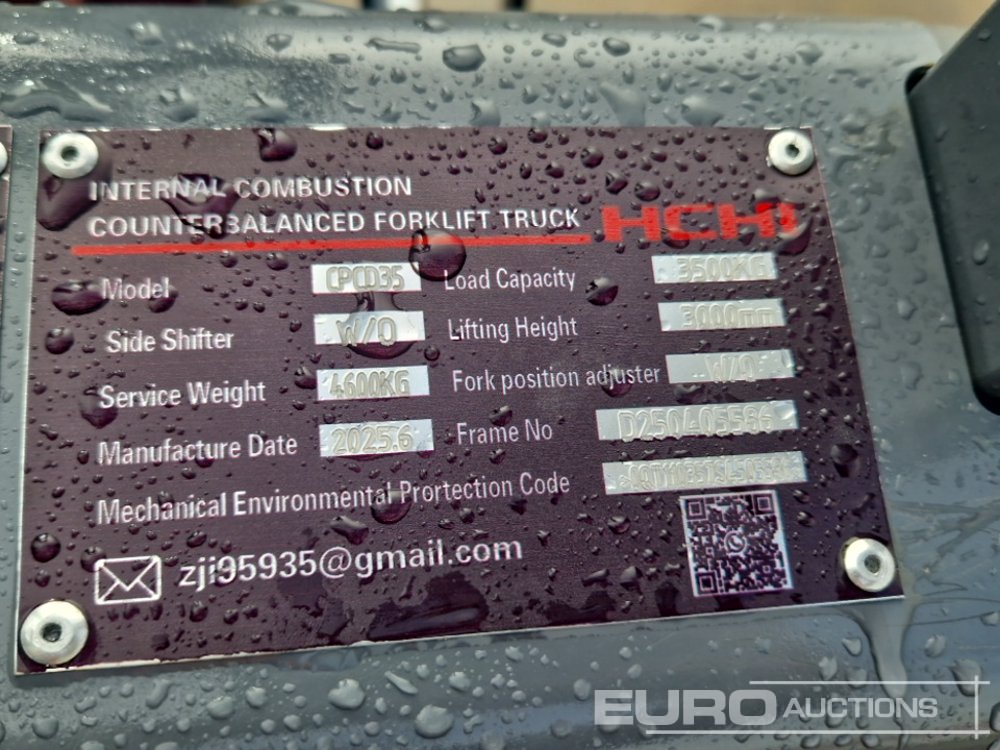 INTERNAL COMBUSTION
COUNTERBALANCED FORKLIFT TRUCK HCHI
Model CPCD35 Load Capacity 3500KG
Side Shifter W/O Lifting Height 3000mm
Service Weight 4600KG Fork position adjuster W/O
Manufacture Date 2025.6 Frame No D250405586
Mechanical Environmental Prortection Code
zji95935@gmail.com
EURO AUCTIONS